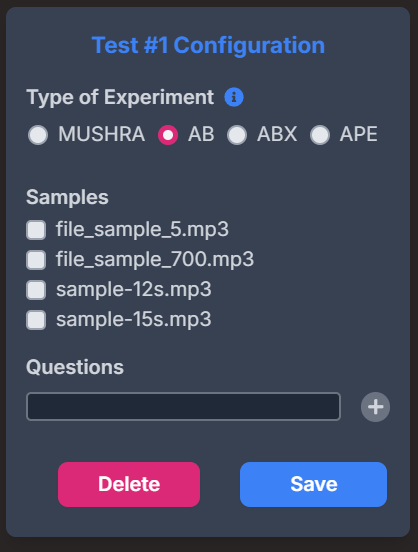 Test #1 Configuration
Type of Experiment
MUSHRA AB ABX APE
Samples
file_sample_5.mp3
file_sample_700.mp3
sample-12s.mp3
sample-15s.mp3
Questions
Delete Save